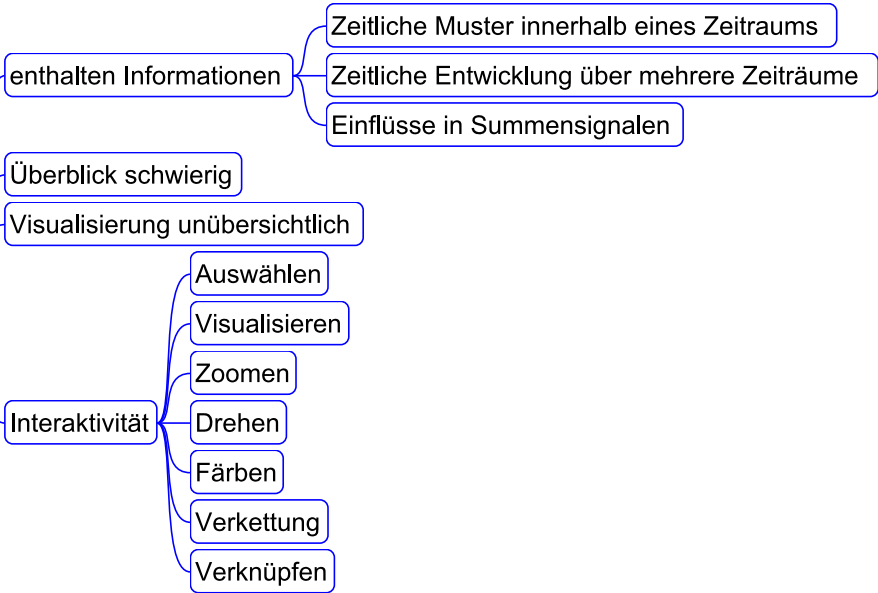 Zeitliche Muster innerhalb eines Zeitraums
enthalten Informationen
Zeitliche Entwicklung über mehrere Zeiträume
Einflüsse in Summensignalen
Überblick schwierig
Visualisierung unübersichtlich
Auswählen
Visualisieren
Zoomen
Interaktivität
Drehen
Färben
Verkettung
Verknüpfen